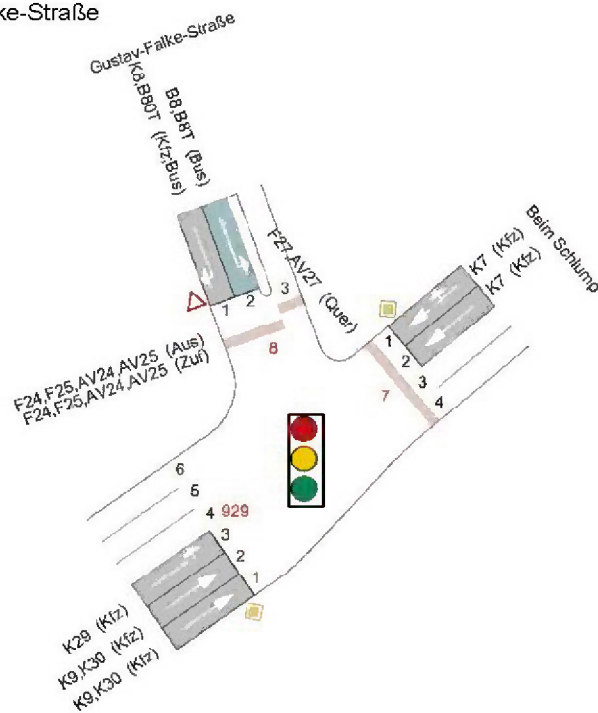 ke-Straße
Gustav-Falke-Straße
K8,B80T (Kfz,Bus)
B8,B8T (Bus)
F27,AV27 (Quer)
Beim Schlump
K7 (Kfz)
K7 (Kfz)
1
2
3
8
F24,F25,AV24,AV25 (Aus)
F24,F25,AV24,AV25 (Zuf)
1
2
3
4
7
6
5
4
929
3
2
1
K29 (Kfz)
K9,K30 (Kfz)
K9,K30 (Kfz)